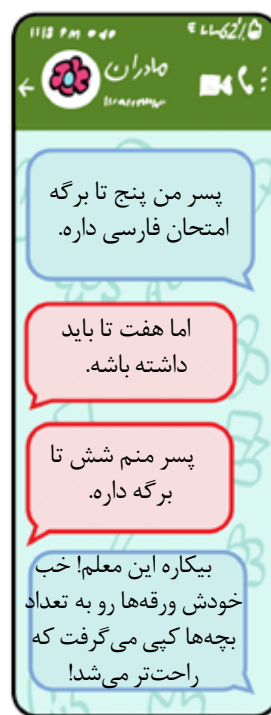 مادران
پسر من پنج تا برگه
امتحان فارسی داره.
اما هفت تا باید
داشته باشه.
پسر منم شش تا
برگه داره.
بیکاره این معلم! خب
خودش ورقه‌ها رو به تعداد
بچه‌ها کپی می‌گرفت که
راحت‌تر می‌شد!